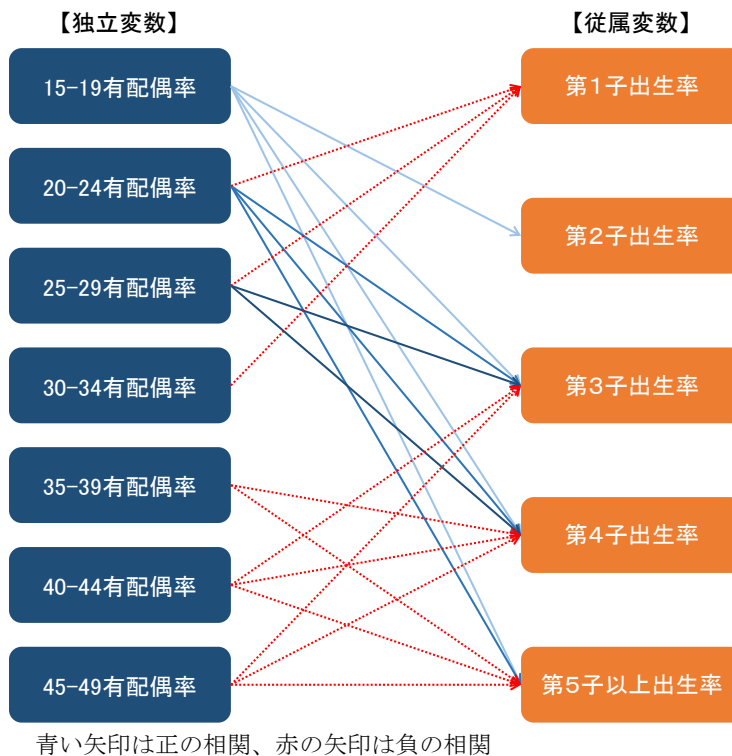 【独立変数】
【従属変数】
15-19有配偶率
20-24有配偶率
25-29有配偶率
30-34有配偶率
35-39有配偶率
40-44有配偶率
45-49有配偶率
第1子出生率
第2子出生率
第3子出生率
第4子出生率
第5子以上出生率
青い矢印は正の相関、赤の矢印は負の相関